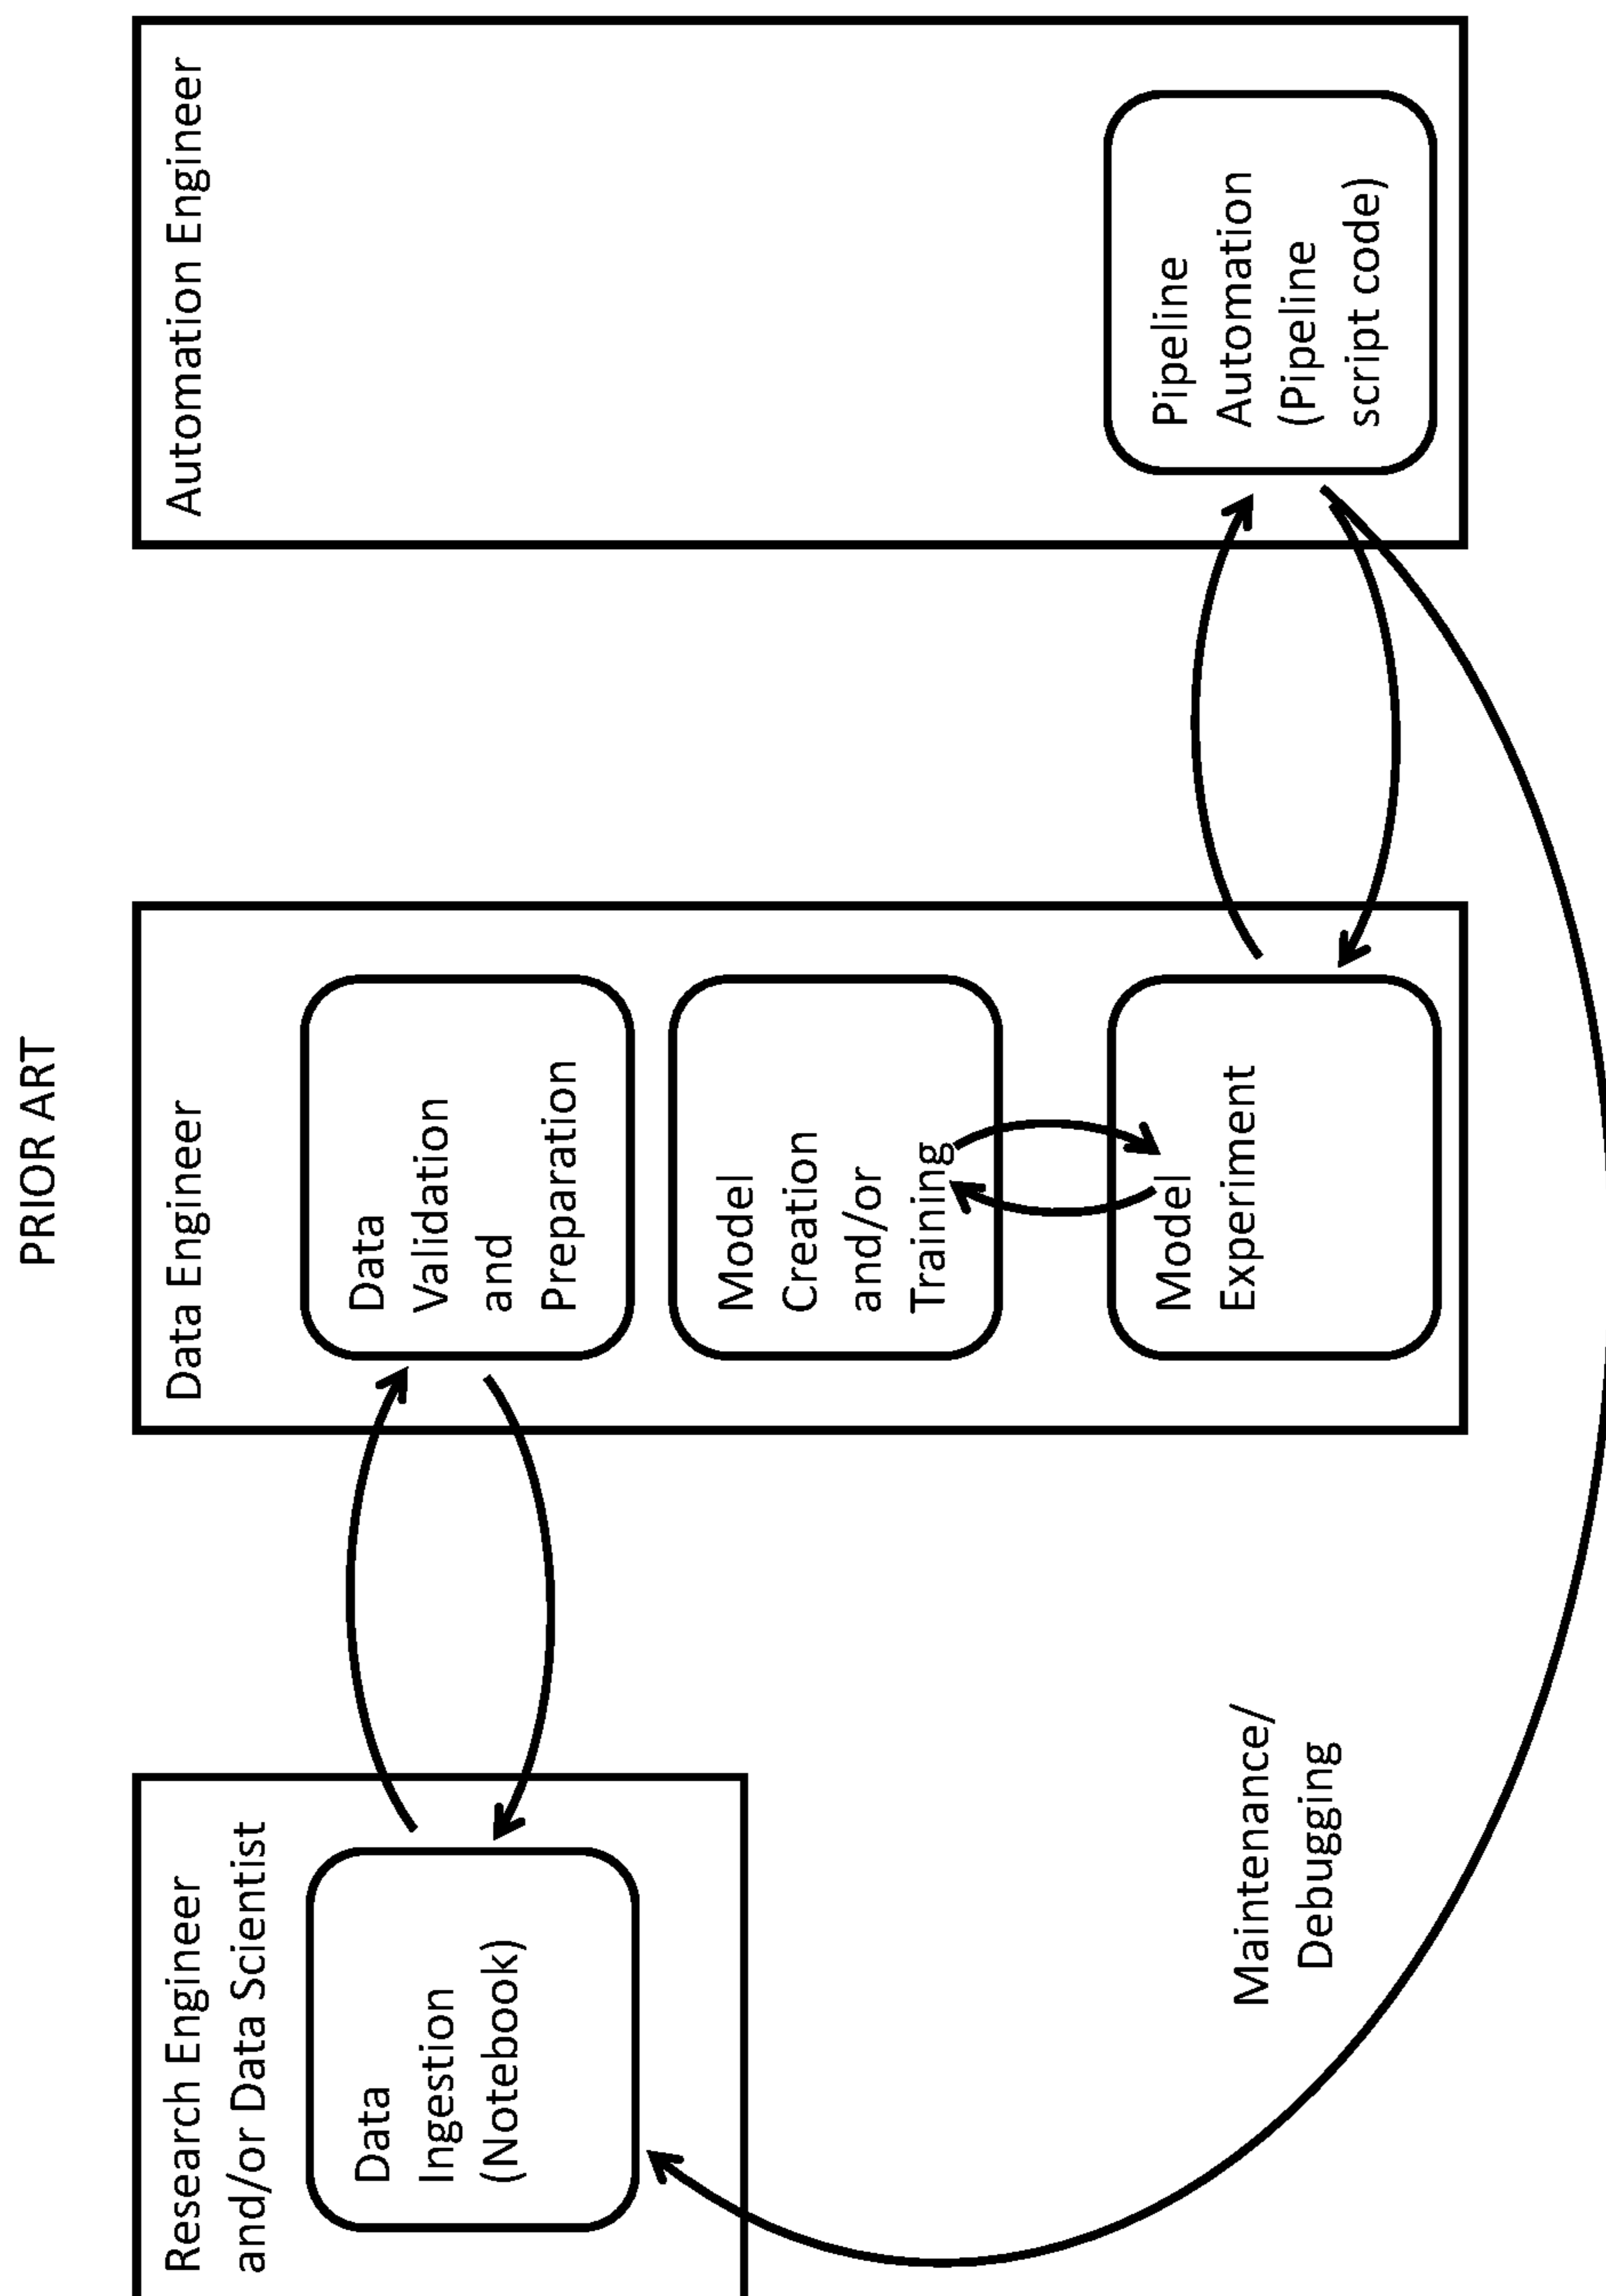 PRIOR ART
Research Engineer
and/or Data Scientist
Data
Ingestion
(Notebook)
Data Engineer
Data
Validation
and
Preparation
Model
Creation
and/or
Training
Model
Experiment
Automation Engineer
Pipeline
Automation
(Pipeline
script code)
Maintenance/
Debugging